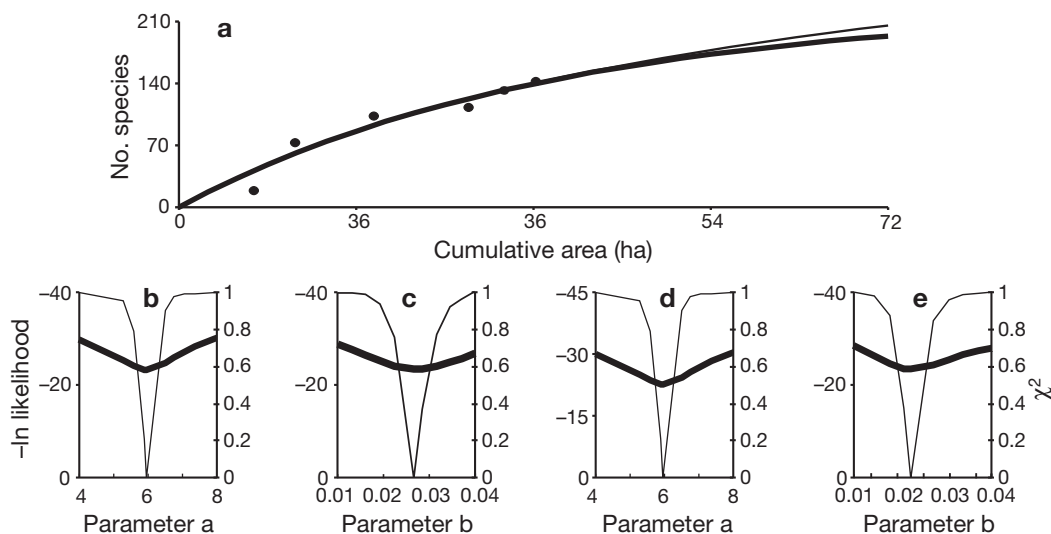 a
210
140
70
0
No. species
0 36 36 54 72
Cumulative area (ha)
b
–40
–20
0
–ln likelihood
1
0.8
0.6
0.4
0.2
0
4 6 8
Parameter a
c
–40
–20
0
1
0.8
0.6
0.4
0.2
0
0.01 0.02 0.03 0.04
Parameter b
d
–45
–30
–15
0
1
0.8
0.6
0.4
0.2
0
4 6 8
Parameter a
e
–40
–20
0
1
0.8
0.6
0.4
0.2
0
χ²
0.01 0.02 0.03 0.04
Parameter b